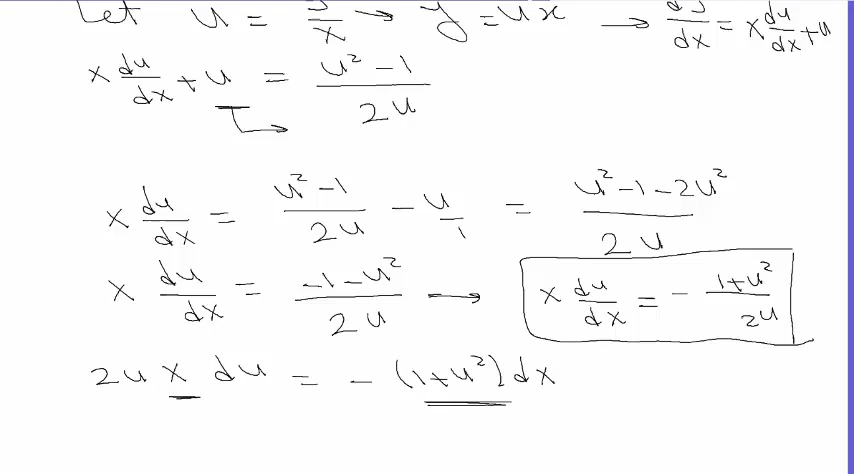 Let u = y/x → y = ux → dy/dx = x du/dx + u
x du/dx + u = (u² - 1)/(2u)
x du/dx = (u² - 1)/(2u) - u/1 = (u² - 1 - 2u²)/(2u)
x du/dx = (-1 - u²)/(2u) → x du/dx = - (1+u²)/(2u)
2u x du = - (1+u²) dx